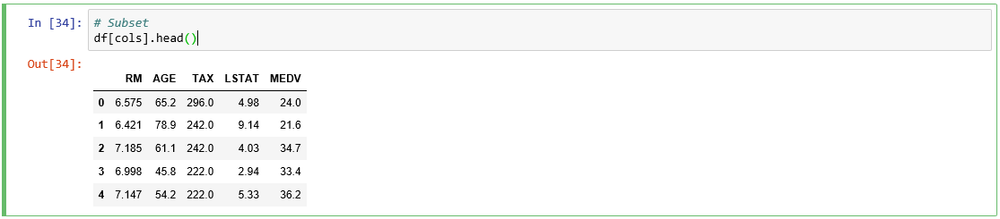 In [34]: # Subset
df[cols].head()
Out[34]:
RM AGE TAX LSTAT MEDV
0 6.575 65.2 296.0 4.98 24.0
1 6.421 78.9 242.0 9.14 21.6
2 7.185 61.1 242.0 4.03 34.7
3 6.998 45.8 222.0 2.94 33.4
4 7.147 54.2 222.0 5.33 36.2